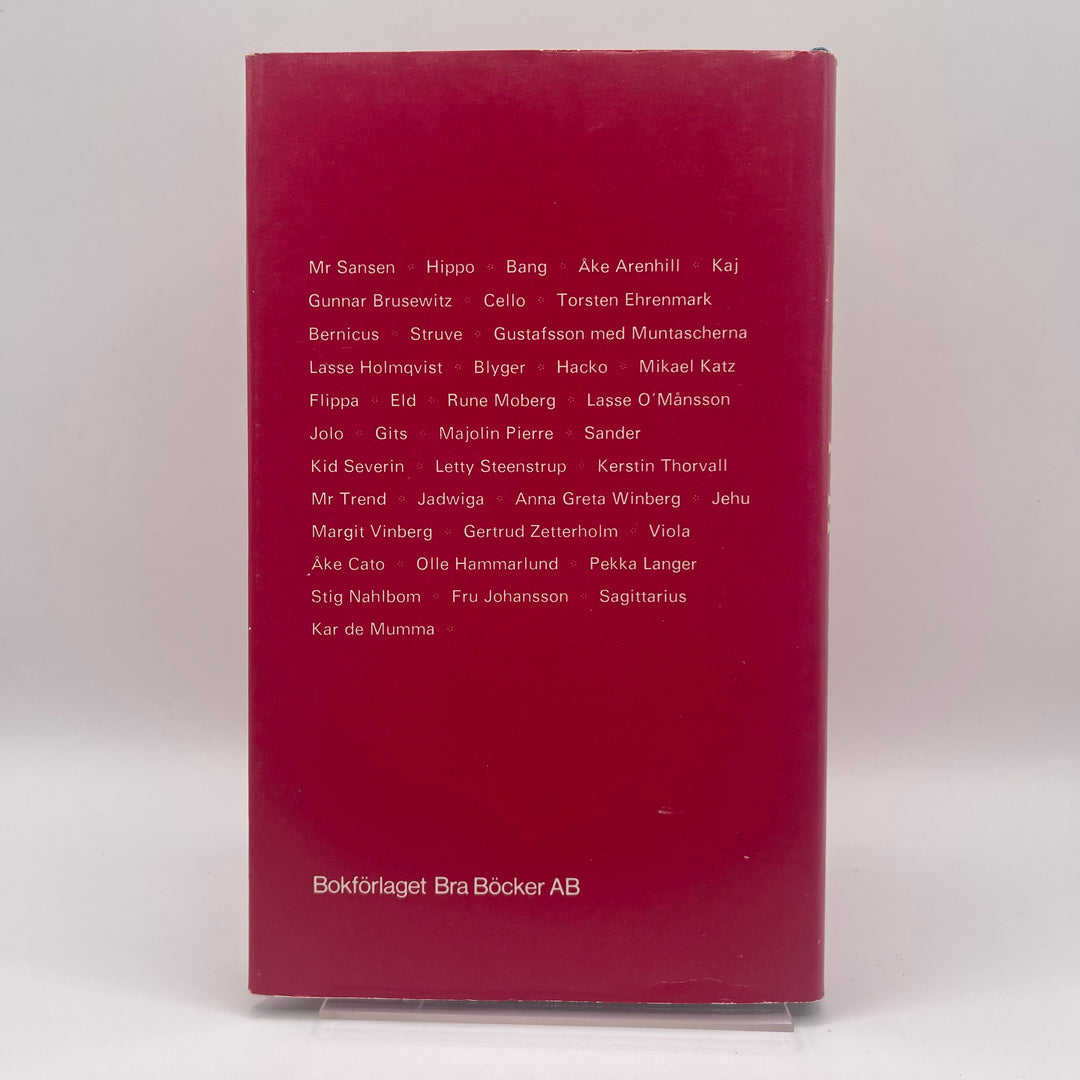 Mr Sansen Hippo Bang Åke Arenhill Kaj
Gunnar Brusewitz Cello Torsten Ehrenmark
Bernicus Struve Gustafsson med Muntascherna
Lasse Holmqvist Blyger Hacko Mikael Katz
Flippa Eld Rune Moberg Lasse O´Månsson
Jolo Gits Majolin Pierre Sander
Kid Severin Letty Steenstrup Kerstin Thorvall
Mr Trend Jadwiga Anna Greta Winberg Jehu
Margit Vinberg Gertrud Zetterholm Viola
Åke Cato Olle Hammarlund Pekka Langer
Stig Nahlbom Fru Johansson Sagittarius
Kar de Mumma
Bokförlaget Bra Böcker AB